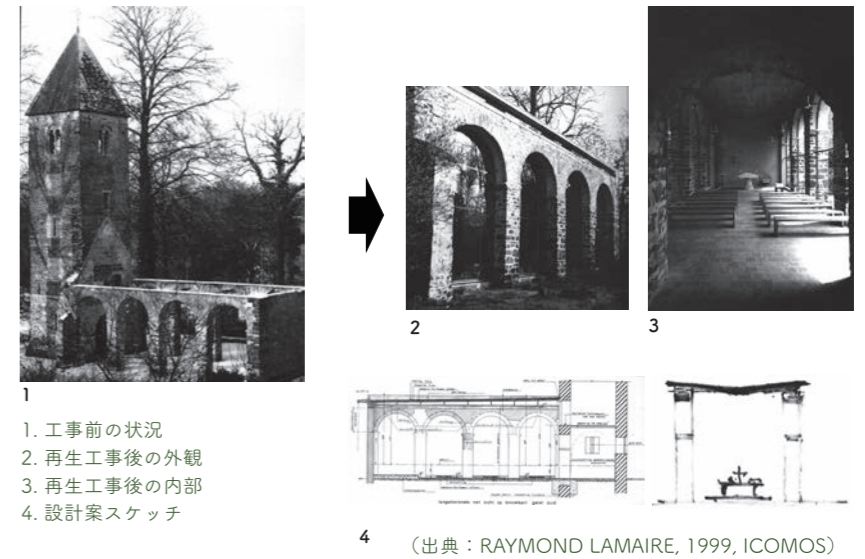 1
2
3
1. 工事前の状況
2. 再生工事後の外観
3. 再生工事後の内部
4. 設計案スケッチ
4
（出典：RAYMOND LAMAIRE, 1999, ICOMOS）